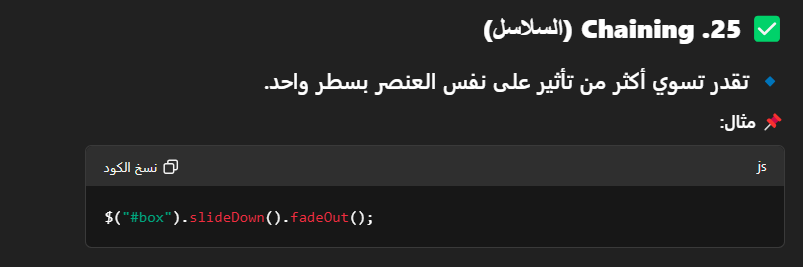 ✅ 25. Chaining (السلاسل)
🔹 تقدر تسوي أكثر من تأثير على نفس العنصر بسطر واحد.
📌 مثال:
js
نسخ الكود
$("#box").slideDown().fadeOut();